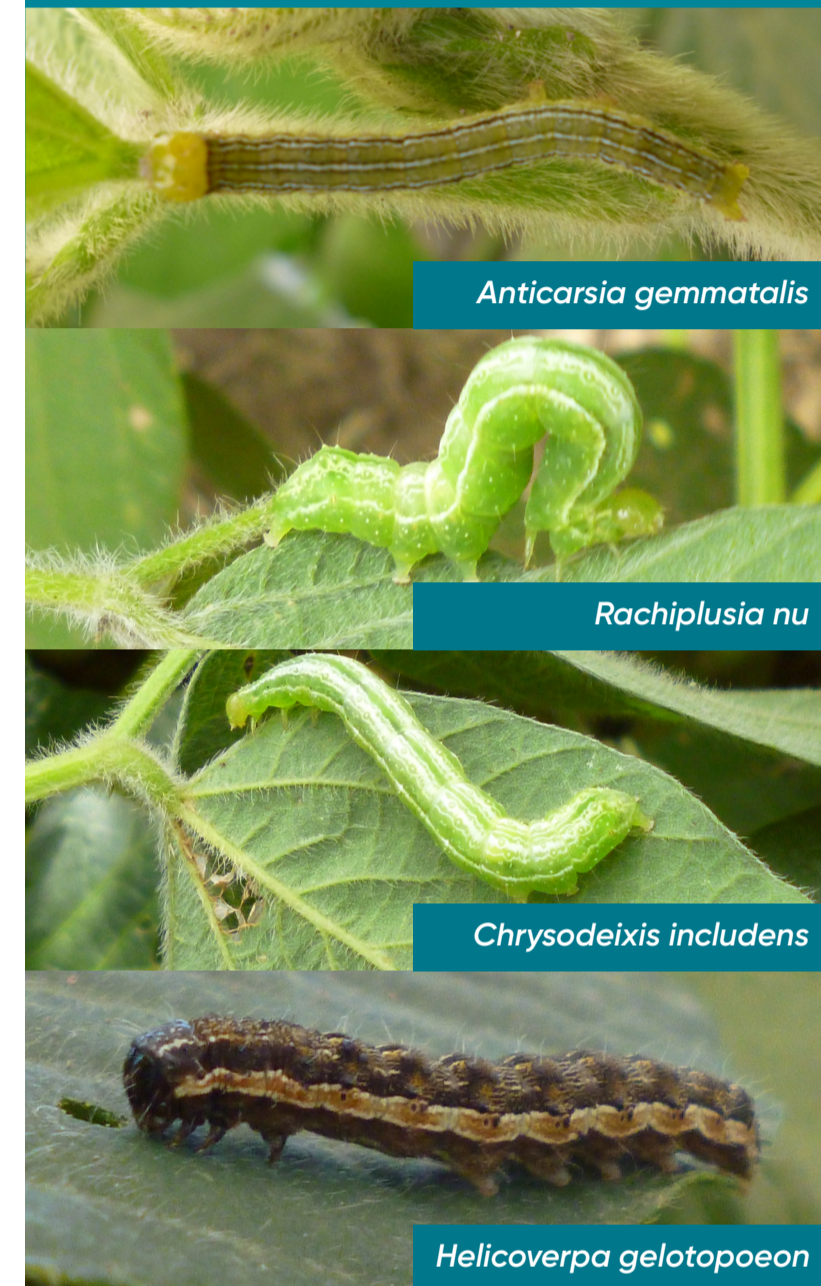 Anticarsia gemmatalis
Rachiplusia nu
Chrysodeixis includens
Helicoverpa gelotopoeon